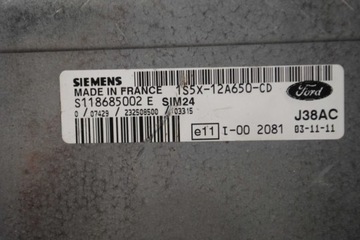 SIEMENS
MADE IN FRANCE 1S5X-12A650-CD
S118685002 E SIM24
0 / 07429 / 232508500 / 03315
Ford
J38AC
e11 1-00 2081 03-11-11